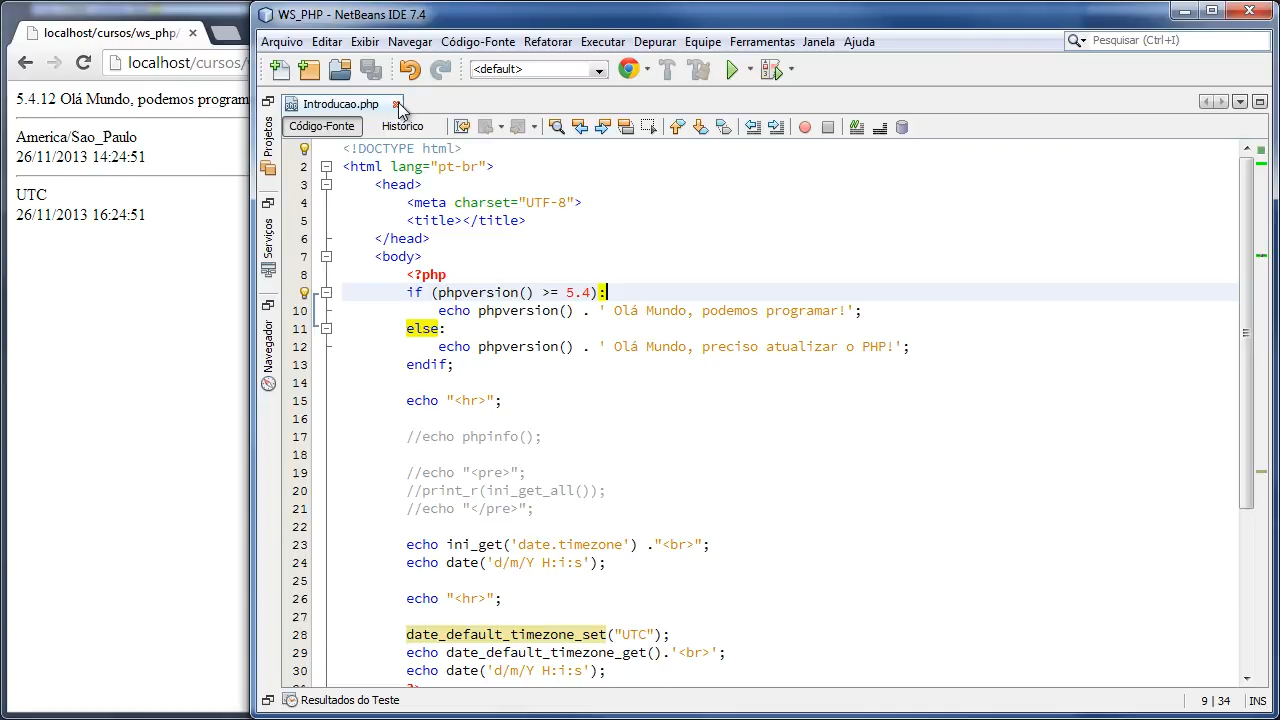 localhost/cursos/ws_php/
localhost/cursos/
5.4.12 Olá Mundo, podemos program
America/Sao_Paulo
26/11/2013 14:24:51
UTC
26/11/2013 16:24:51
WS_PHP - NetBeans IDE 7.4
Arquivo Editar Exibir Navegar Código-Fonte Refatorar Executar Depurar Equipe Ferramentas Janela Ajuda
Pesquisar (Ctrl+I)
<default>
Introducao.php
Código-Fonte Histórico
Projetos
Serviços
Navegador
<!DOCTYPE html>
2 <html lang="pt-br">
3 <head>
4 <meta charset="UTF-8">
5 <title></title>
6 </head>
7 <body>
8 <?php
if (phpversion() >= 5.4):
10 echo phpversion() . ' Olá Mundo, podemos programar!';
11 else:
12 echo phpversion() . ' Olá Mundo, preciso atualizar o PHP!';
13 endif;
14
15 echo "<hr>";
16
17 //echo phpinfo();
18
19 //echo "<pre>";
20 //print_r(ini_get_all());
21 //echo "</pre>";
22
23 echo ini_get('date.timezone') ."<br>";
24 echo date('d/m/Y H:i:s');
25
26 echo "<hr>";
27
28 date_default_timezone_set("UTC");
29 echo date_default_timezone_get().'<br>';
30 echo date('d/m/Y H:i:s');
?>
Resultados do Teste
9 | 34 INS